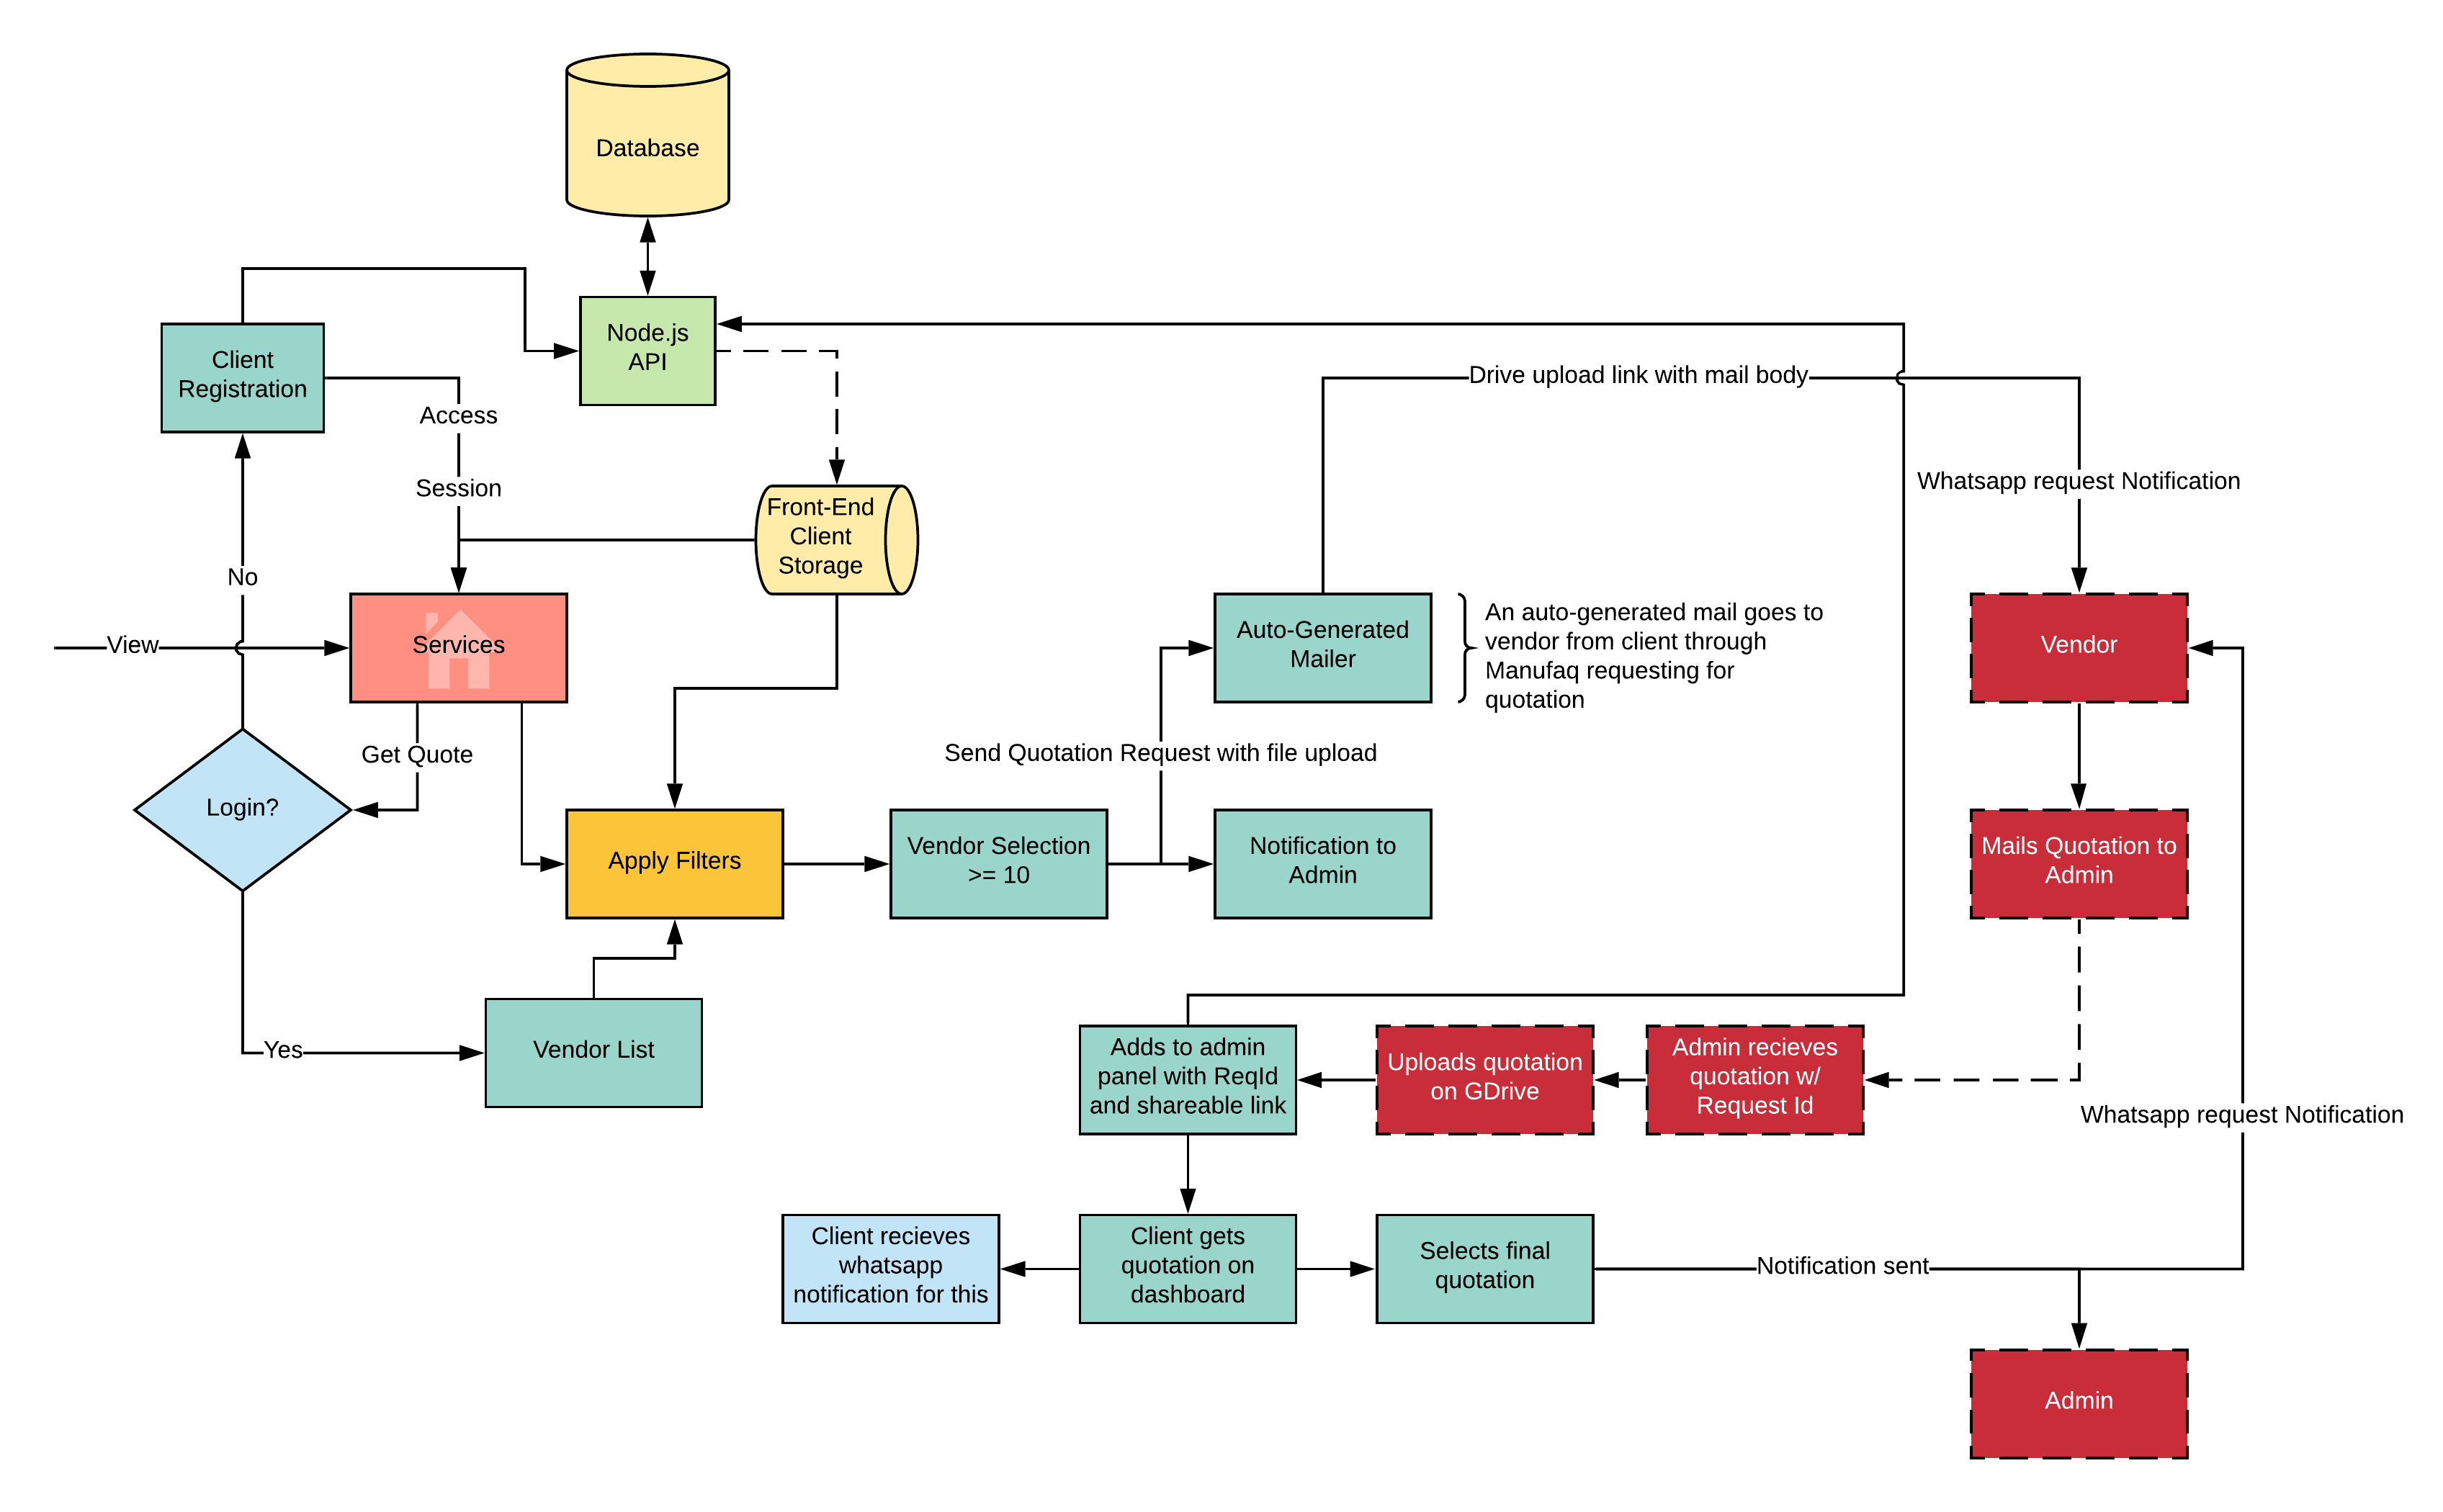 Database
Node.js
API
Client
Registration
Drive upload link with mail body
Access
Session
Whatsapp request Notification
Front-End
Client
Storage
No
View
Services
Auto-Generated
Mailer
An auto-generated mail goes to
vendor from client through
Manufaq requesting for
quotation
Vendor
Get Quote
Send Quotation Request with file upload
Login?
Apply Filters
Vendor Selection
>= 10
Notification to
Admin
Mails Quotation to
Admin
Yes
Vendor List
Adds to admin
panel with ReqId
and shareable link
Uploads quotation
on GDrive
Admin recieves
quotation w/
Request Id
Whatsapp request Notification
Client recieves
whatsapp
notification for this
Client gets
quotation on
dashboard
Selects final
quotation
Notification sent
Admin